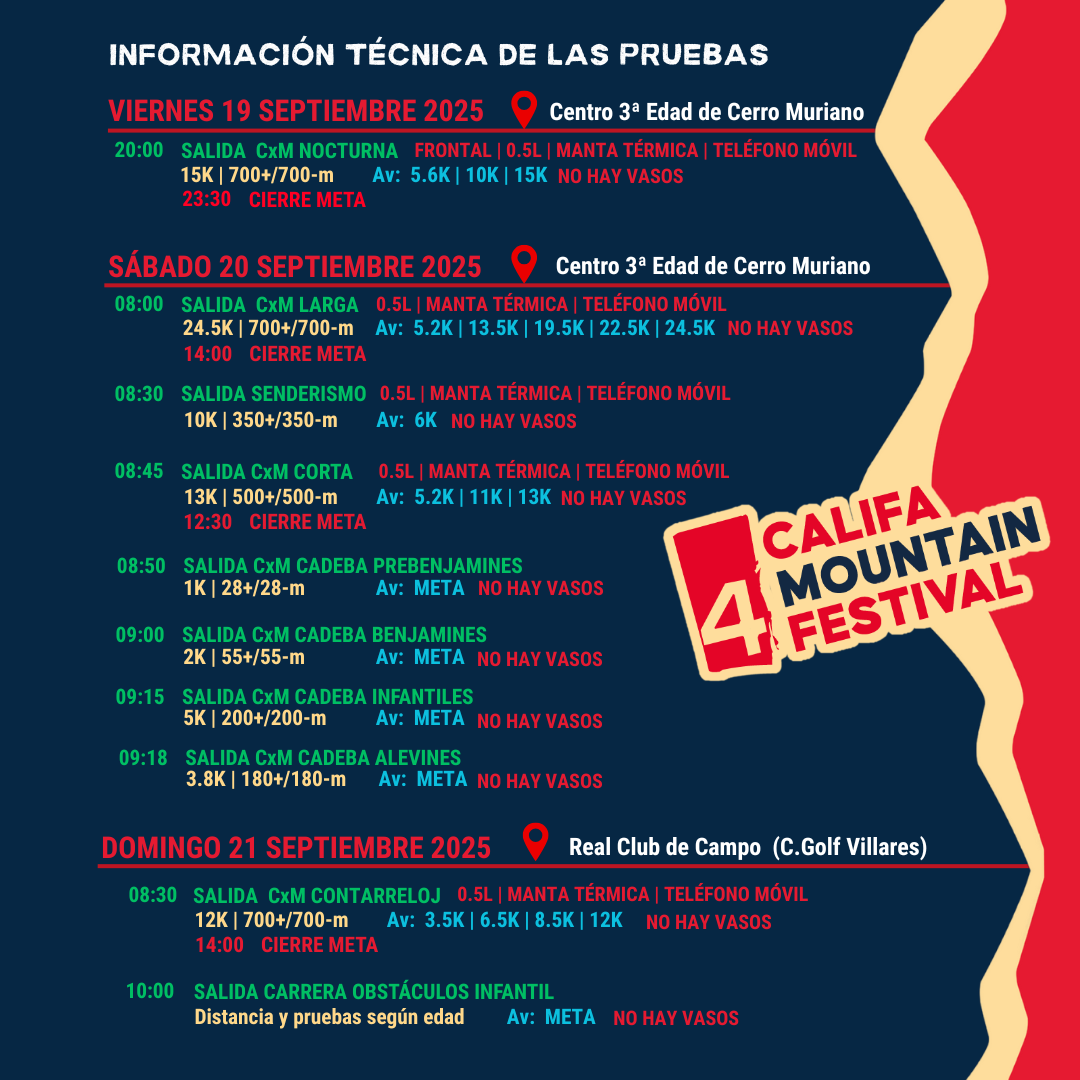 INFORMACIÓN TÉCNICA DE LAS PRUEBAS
VIERNES 19 SEPTIEMBRE 2025 Centro 3ª Edad de Cerro Muriano
20:00 SALIDA CxM NOCTURNA FRONTAL | 0.5L | MANTA TÉRMICA | TELÉFONO MÓVIL
15K | 700+/700-m Av: 5.6K | 10K | 15K NO HAY VASOS
23:30 CIERRE META
SÁBADO 20 SEPTIEMBRE 2025 Centro 3ª Edad de Cerro Muriano
08:00 SALIDA CxM LARGA 0.5L | MANTA TÉRMICA | TELÉFONO MÓVIL
24.5K | 700+/700-m Av: 5.2K | 13.5K | 19.5K | 22.5K | 24.5K NO HAY VASOS
14:00 CIERRE META
08:30 SALIDA SENDERISMO 0.5L | MANTA TÉRMICA | TELÉFONO MÓVIL
10K | 350+/350-m Av: 6K NO HAY VASOS
08:45 SALIDA CxM CORTA 0.5L | MANTA TÉRMICA | TELÉFONO MÓVIL
13K | 500+/500-m Av: 5.2K | 11K | 13K NO HAY VASOS
12:30 CIERRE META
08:50 SALIDA CxM CADEBA PREBENJAMINES
1K | 28+/28-m Av: META NO HAY VASOS
09:00 SALIDA CxM CADEBA BENJAMINES
2K | 55+/55-m Av: META NO HAY VASOS
09:15 SALIDA CxM CADEBA INFANTILES
5K | 200+/200-m Av: META NO HAY VASOS
09:18 SALIDA CxM CADEBA ALEVINES
3.8K | 180+/180-m Av: META NO HAY VASOS
4 CALIFA
MOUNTAIN
FESTIVAL
DOMINGO 21 SEPTIEMBRE 2025 Real Club de Campo (C.Golf Villares)
08:30 SALIDA CxM CONTARRELOJ 0.5L | MANTA TÉRMICA | TELÉFONO MÓVIL
12K | 700+/700-m Av: 3.5K | 6.5K | 8.5K | 12K NO HAY VASOS
14:00 CIERRE META
10:00 SALIDA CARRERA OBSTÁCULOS INFANTIL
Distancia y pruebas según edad Av: META NO HAY VASOS